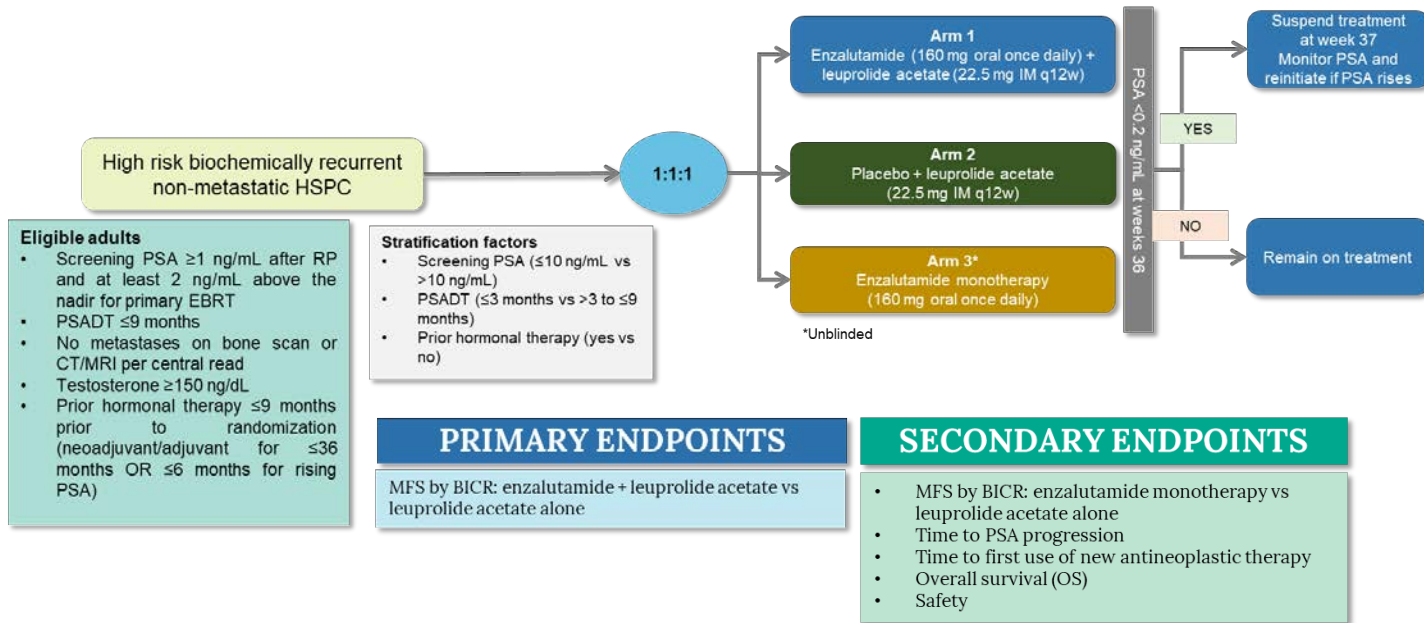 High risk biochemically recurrent
non-metastatic HSPC
1:1:1
Arm 1
Enzalutamide (160 mg oral once daily) +
leuprolide acetate (22.5 mg IM q12w)
Arm 2
Placebo + leuprolide acetate
(22.5 mg IM q12w)
Arm 3*
Enzalutamide monotherapy
(160 mg oral once daily)
*Unblinded
PSA <0.2 ng/mL at weeks 36
YES
NO
Suspend treatment
at week 37
Monitor PSA and
reinitiate if PSA rises
Remain on treatment
Eligible adults
• Screening PSA ≥1 ng/mL after RP
and at least 2 ng/mL above the
nadir for primary EBRT
• PSADT ≤9 months
• No metastases on bone scan or
CT/MRI per central read
• Testosterone ≥150 ng/dL
• Prior hormonal therapy ≤9 months
prior to randomization
(neoadjuvant/adjuvant for ≤36
months OR ≤6 months for rising
PSA)
Stratification factors
• Screening PSA (≤10 ng/mL vs
>10 ng/mL)
• PSADT (≤3 months vs >3 to ≤9
months)
• Prior hormonal therapy (yes vs
no)
PRIMARY ENDPOINTS
MFS by BICR: enzalutamide + leuprolide acetate vs
leuprolide acetate alone
SECONDARY ENDPOINTS
• MFS by BICR: enzalutamide monotherapy vs
leuprolide acetate alone
• Time to PSA progression
• Time to first use of new antineoplastic therapy
• Overall survival (OS)
• Safety